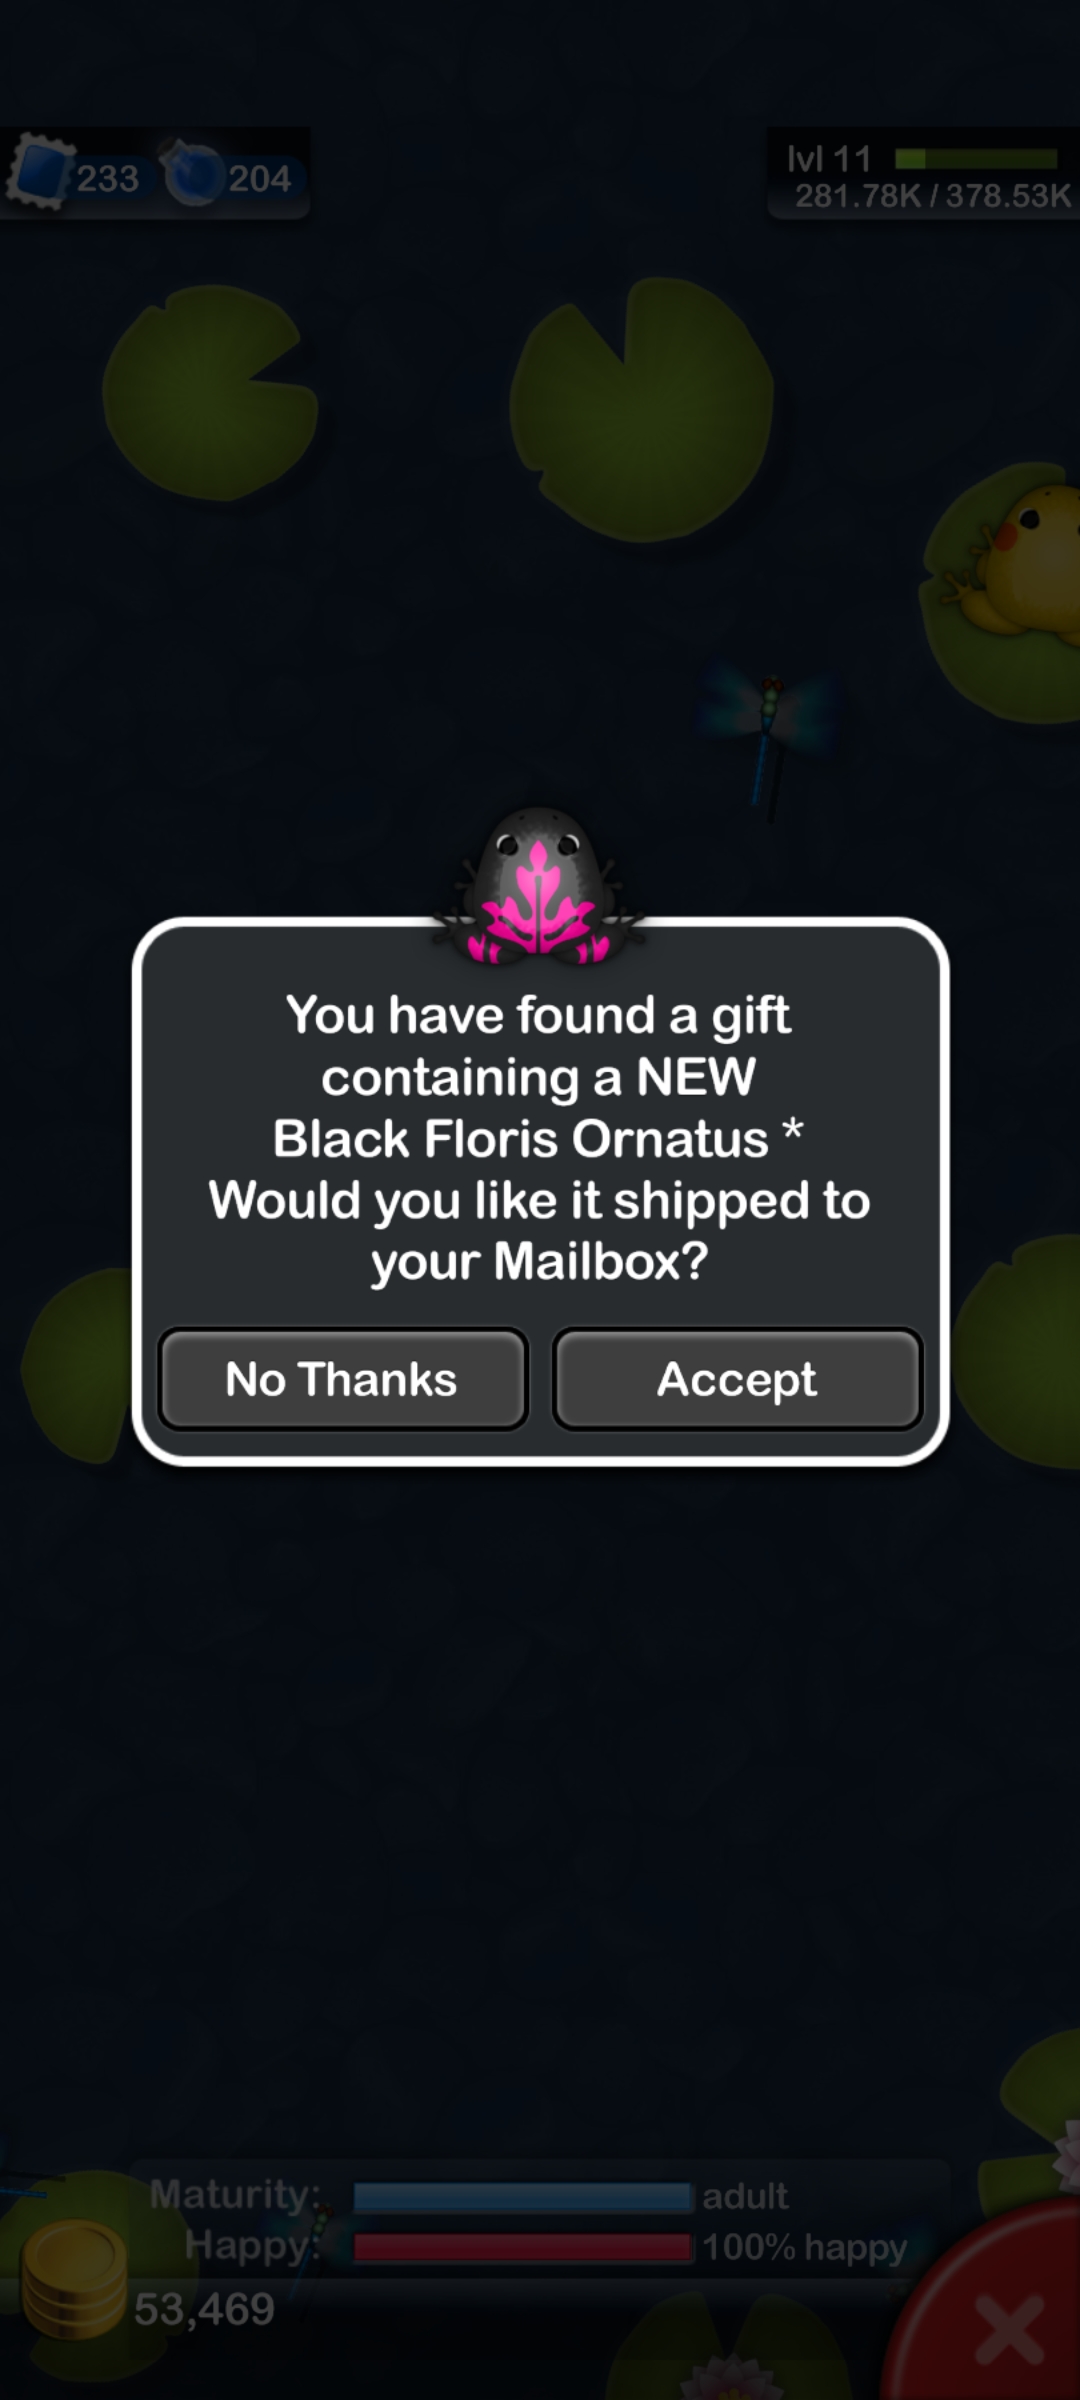 233 204
lvl 11
281.78K / 378.53K
You have found a gift
containing a NEW
Black Floris Ornatus *
Would you like it shipped to
your Mailbox?
No Thanks Accept
Maturity: adult
Happy: 100% happy
53,469